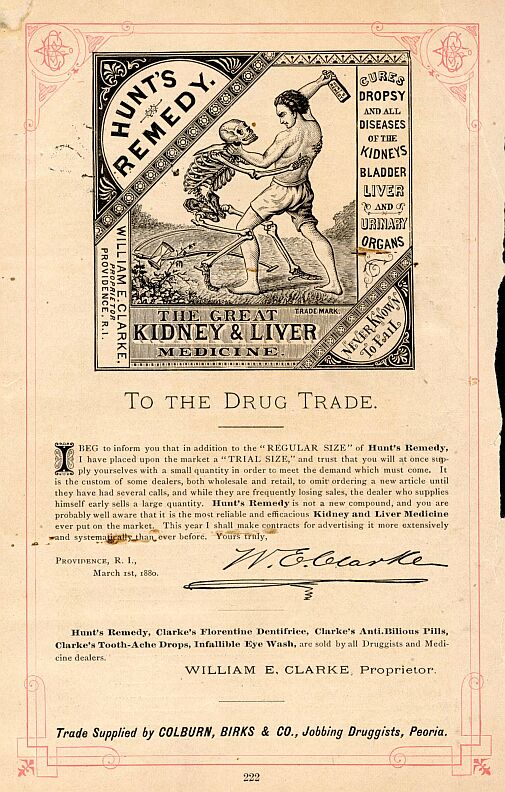 HUNT'S
REMEDY.
CURES
DROPSY
AND ALL
DISEASES
OF THE
KIDNEYS
BLADDER
LIVER
AND
URINARY
ORGANS
WILLIAM E. CLARKE,
PROPRIETOR
PROVIDENCE, R.I.
TRADE MARK.
THE GREAT
KIDNEY & LIVER
MEDICINE.
NEVER KNOWN
TO FAIL
TO THE DRUG TRADE.
I BEG to inform you that in addition to the "REGULAR SIZE" of Hunt's Remedy,
I have placed upon the market a "TRIAL SIZE," and trust that you will at once sup-
ply yourselves with a small quantity in order to meet the demand which must come. It
is the custom of some dealers, both wholesale and retail, to omit ordering a new article until
they have had several calls, and while they are frequently losing sales, the dealer who supplies
himself early sells a large quantity. Hunt's Remedy is not a new compound, and you are
probably well aware that it is the most reliable and efficacious Kidney and Liver Medicine
ever put on the market. This year I shall make contracts for advertising it more extensively
and systematically than ever before. Yours truly,
PROVIDENCE, R. I.,
March 1st, 1880.
W. E. Clarke
Hunt's Remedy, Clarke's Florentine Dentifrice, Clarke's Anti-Bilious Pills,
Clarke's Tooth-Ache Drops, Infallible Eye Wash, are sold by all Druggists and Medi-
cine dealers.
WILLIAM E. CLARKE, Proprietor.
Trade Supplied by COLBURN, BIRKS & CO., Jobbing Druggists, Peoria.
222